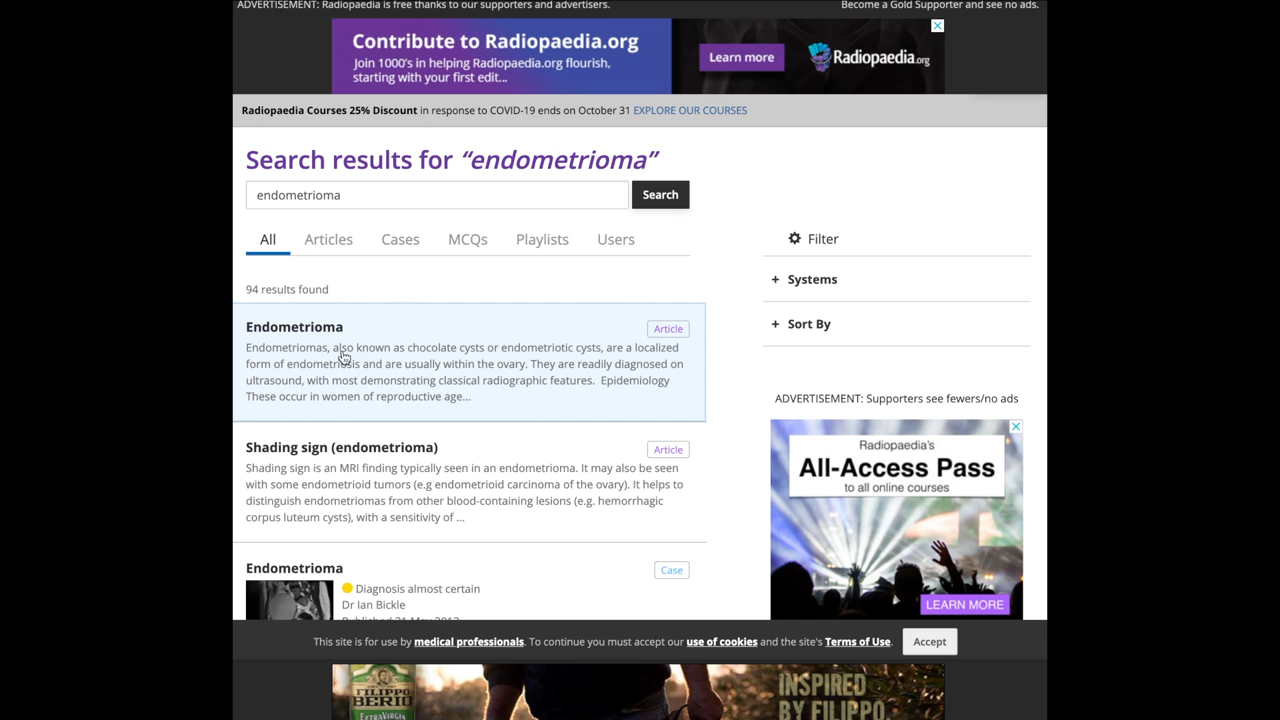 ADVERTISEMENT: Radiopaedia is free thanks to our supporters and advertisers.
Become a Gold Supporter and see no ads.
Contribute to Radiopaedia.org
Join 1000's in helping Radiopaedia.org flourish,
starting with your first edit...
Learn more
Radiopaedia.org
Radiopaedia Courses 25% Discount in response to COVID-19 ends on October 31 EXPLORE OUR COURSES
Search results for “endometrioma”
endometrioma
Search
All Articles Cases MCQs Playlists Users
94 results found
Endometrioma
Article
Endometriomas, also known as chocolate cysts or endometriotic cysts, are a localized
form of endometriosis and are usually within the ovary. They are readily diagnosed on
ultrasound, with most demonstrating classical radiographic features. Epidemiology
These occur in women of reproductive age...
Shading sign (endometrioma)
Article
Shading sign is an MRI finding typically seen in an endometrioma. It may also be seen
with some endometrioid tumors (e.g endometrioid carcinoma of the ovary). It helps to
distinguish endometriomas from other blood-containing lesions (e.g. hemorrhagic
corpus luteum cysts), with a sensitivity of ...
Endometrioma
Case
Diagnosis almost certain
Dr Ian Bickle
Filter
+ Systems
+ Sort By
ADVERTISEMENT: Supporters see fewer/no ads
Radiopaedia's
All-Access Pass
to all online courses
LEARN MORE
This site is for use by medical professionals. To continue you must accept our use of cookies and the site's Terms of Use.
Accept
FILIPPO
BERIO
EXTRA VIRGIN
INSPIRED
BY FILIPPO.